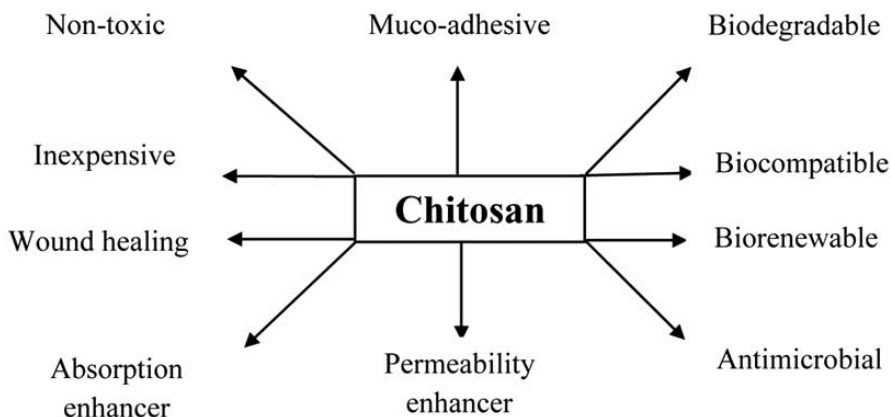 Non-toxic
Muco-adhesive
Biodegradable
Inexpensive
Biocompatible
Chitosan
Wound healing
Biorenewable
Absorption
enhancer
Permeability
enhancer
Antimicrobial